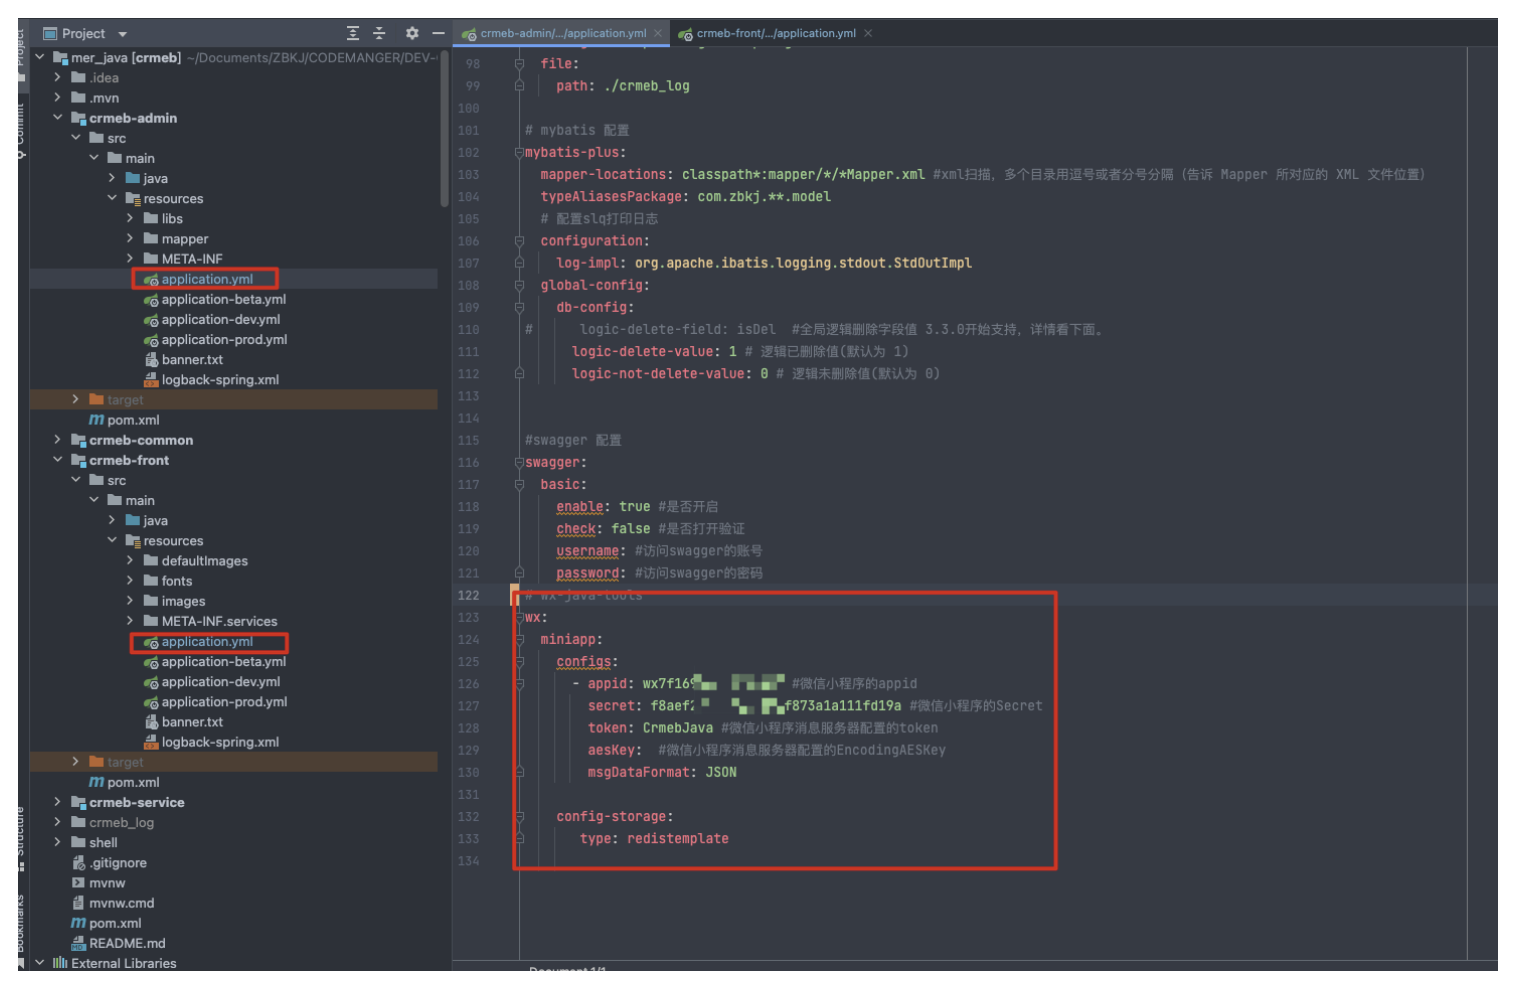 Project
crmeb-admin/.../application.yml
crmeb-front/.../application.yml
Project
Commit
Structure
Bookmarks
mer_java [crmeb] ~/Documents/ZBKJ/CODEMANGER/DEV-
.idea
.mvn
crmeb-admin
src
main
java
resources
libs
mapper
META-INF
application.yml
application-beta.yml
application-dev.yml
application-prod.yml
banner.txt
logback-spring.xml
target
pom.xml
crmeb-common
crmeb-front
src
main
java
resources
defaultImages
fonts
images
META-INF.services
application.yml
application-beta.yml
application-dev.yml
application-prod.yml
banner.txt
logback-spring.xml
target
pom.xml
crmeb-service
crmeb_log
shell
.gitignore
mvnw
mvnw.cmd
pom.xml
README.md
External Libraries
98 file:
99 path: ./crmeb_log
100
101 # mybatis 配置
102 mybatis-plus:
103 mapper-locations: classpath*:mapper/*/*Mapper.xml #xml扫描，多个目录用逗号或者分号分隔（告诉 Mapper 所对应的 XML 文件位置）
104 typeAliasesPackage: com.zbkj.**.model
105 # 配置slq打印日志
106 configuration:
107 log-impl: org.apache.ibatis.logging.stdout.StdOutImpl
108 global-config:
109 db-config:
110 # logic-delete-field: isDel #全局逻辑删除字段值 3.3.0开始支持，详情看下面。
111 logic-delete-value: 1 # 逻辑已删除值(默认为 1)
112 logic-not-delete-value: 0 # 逻辑未删除值(默认为 0)
113
114
115 #swagger 配置
116 swagger:
117 basic:
118 enable: true #是否开启
119 check: false #是否打开验证
120 username: #访问swagger的账号
121 password: #访问swagger的密码
122 # wx-java-tools
123 wx:
124 miniapp:
125 configs:
126 - appid: wx7f169 #微信小程序的appid
127 secret: f8aef f873a1a111fd19a #微信小程序的Secret
128 token: CrmebJava #微信小程序消息服务器配置的token
129 aesKey: #微信小程序消息服务器配置的EncodingAESKey
130 msgDataFormat: JSON
131
132 config-storage:
133 type: redistemplate
134
Document 1/1